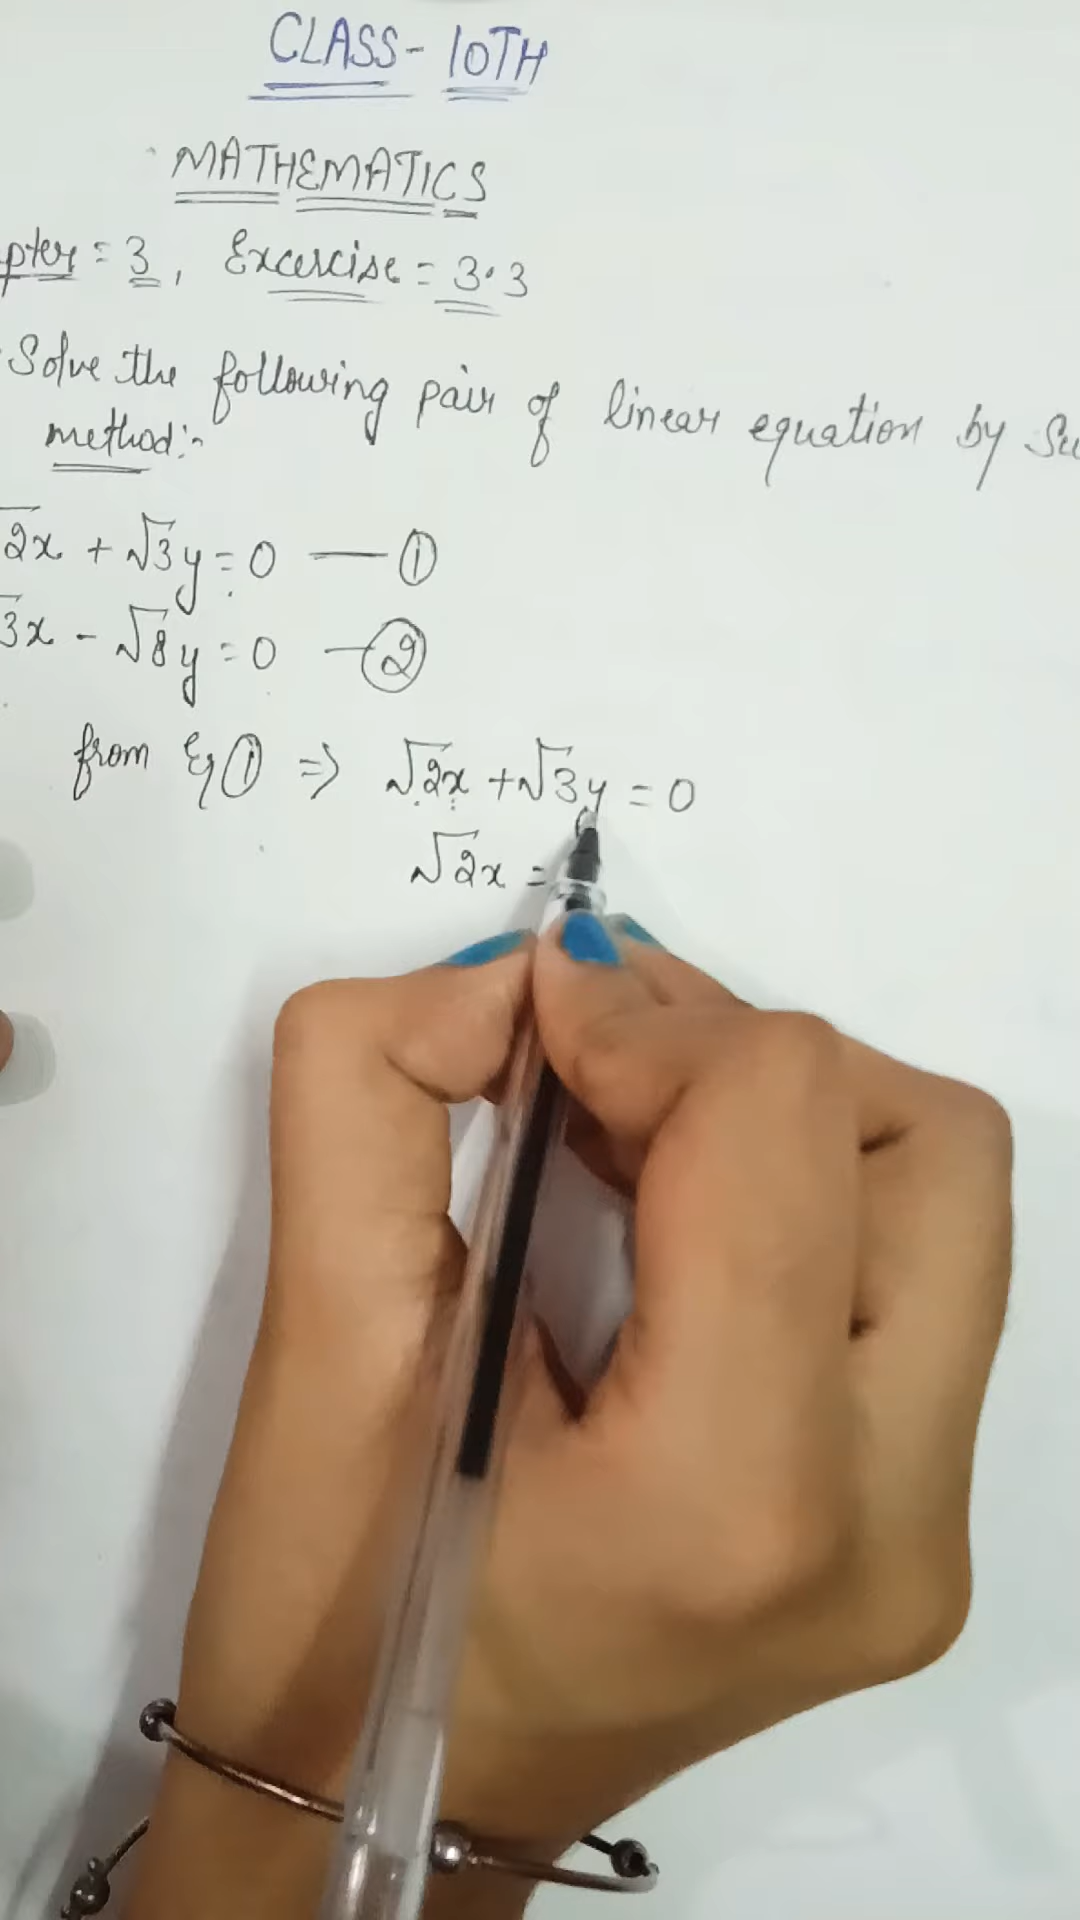 CLASS- 10TH
MATHEMATICS
pter = 3, Excercise = 3.3
Solve the following pair of linear equation by Su
method:-
√2x + √3y = 0 — ①
√3x - √8y = 0 — ②
from Eq ① ⇒ √2x + √3y = 0
√2x =